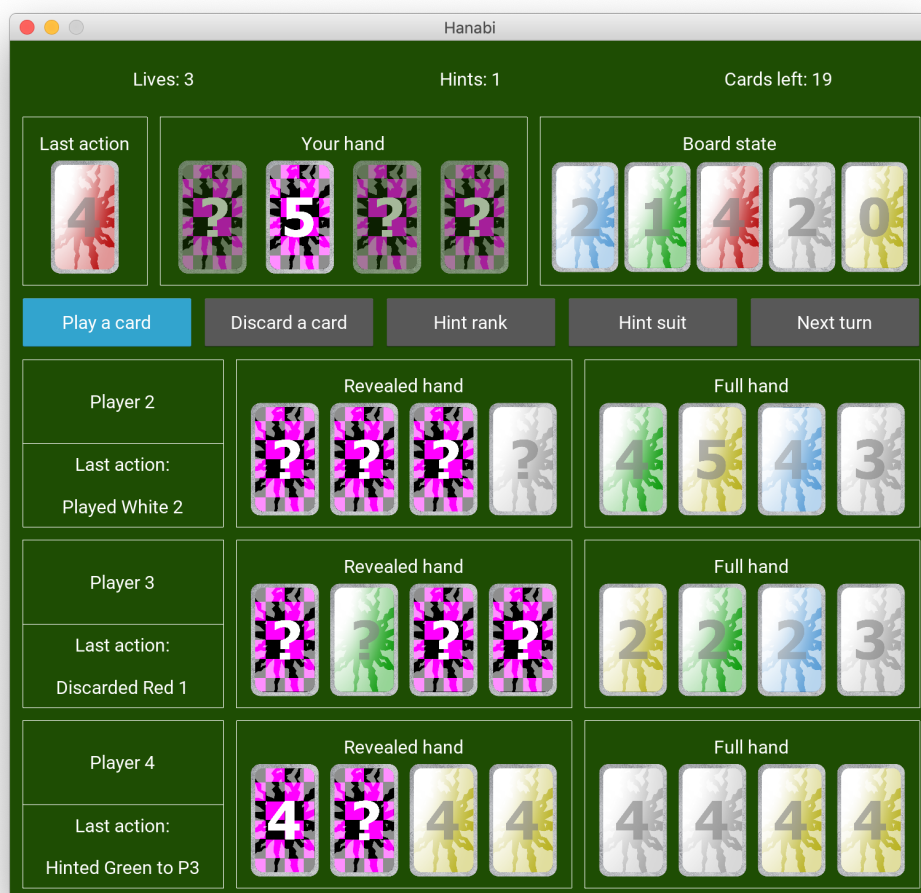 Hanabi
Lives: 3 Hints: 1 Cards left: 19
Last action Your hand Board state
4 ? 5 ? ? 2 1 4 2 0
Play a card Discard a card Hint rank Hint suit Next turn
Revealed hand Full hand
Player 2
? ? ? ? 4 5 4 3
Last action:
Played White 2
Revealed hand Full hand
Player 3
? ? ? ? 2 2 2 3
Last action:
Discarded Red 1
Revealed hand Full hand
Player 4
4 ? 4 4 4 4 4 4
Last action:
Hinted Green to P3